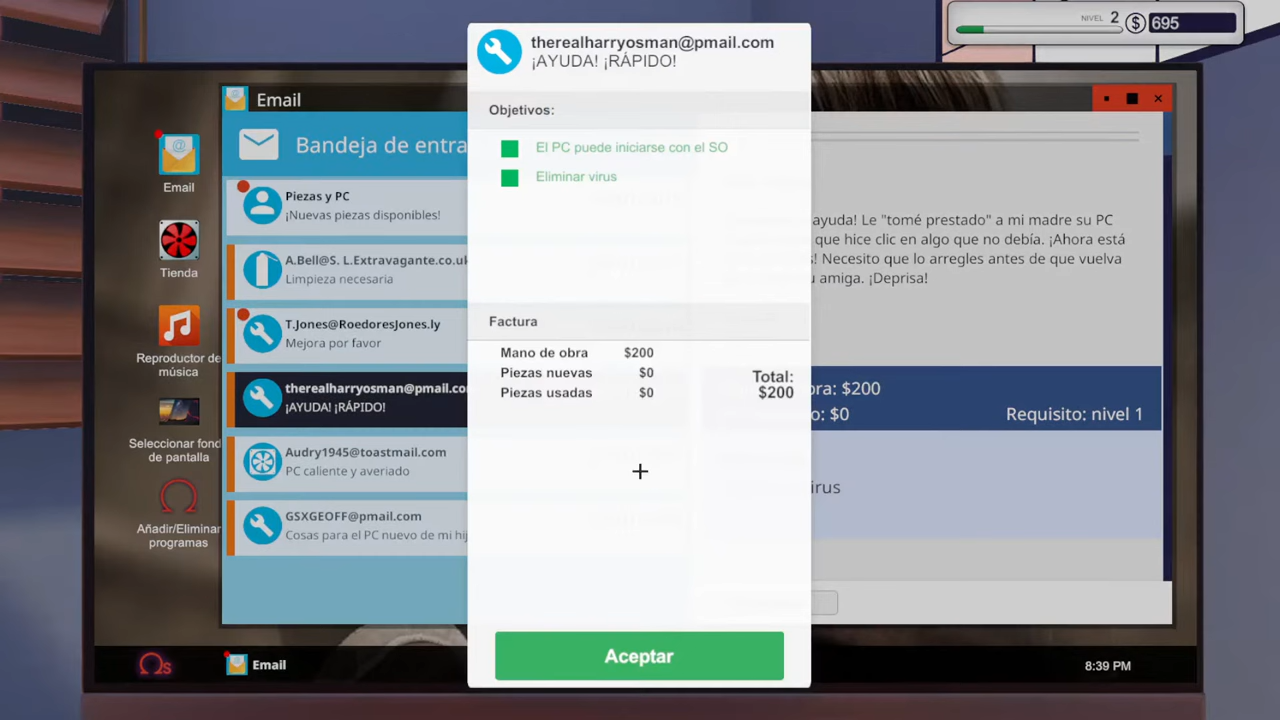 NIVEL 2 $ 695
therealharryosman@pmail.com
¡AYUDA! ¡RÁPIDO!
Objetivos:
El PC puede iniciarse con el SO
Eliminar virus
Factura
Mano de obra $200
Piezas nuevas $0
Piezas usadas $0
Total:
$200
Aceptar
Email
Tienda
Reproductor de
música
Seleccionar fond
de pantalla
Añadir/Eliminar
programas
Email
Bandeja de entra
Piezas y PC
¡Nuevas piezas disponibles!
A.Bell@S. L.Extravagante.co.uk
Limpieza necesaria
T.Jones@RoedoresJones.ly
Mejora por favor
therealharryosman@pmail.co
¡AYUDA! ¡RÁPIDO!
Audry1945@toastmail.com
PC caliente y averiado
GSXGEOFF@pmail.com
Cosas para el PC nuevo de mi hij
ayuda! Le "tomé prestado" a mi madre su PC
que hice clic en algo que no debía. ¡Ahora está
s! Necesito que lo arregles antes de que vuelva
u amiga. ¡Deprisa!
ra: $200
o: $0 Requisito: nivel 1
irus
Ωs
Email
8:39 PM